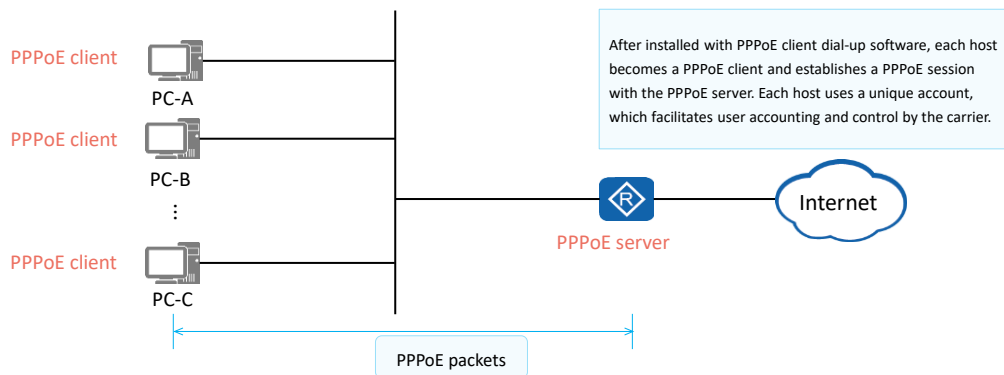 PPPoE client
PC-A
PPPoE client
PC-B
...
PPPoE client
PC-C
After installed with PPPoE client dial-up software, each host
becomes a PPPoE client and establishes a PPPoE session
with the PPPoE server. Each host uses a unique account,
which facilitates user accounting and control by the carrier.
R
PPPoE server
Internet
PPPoE packets